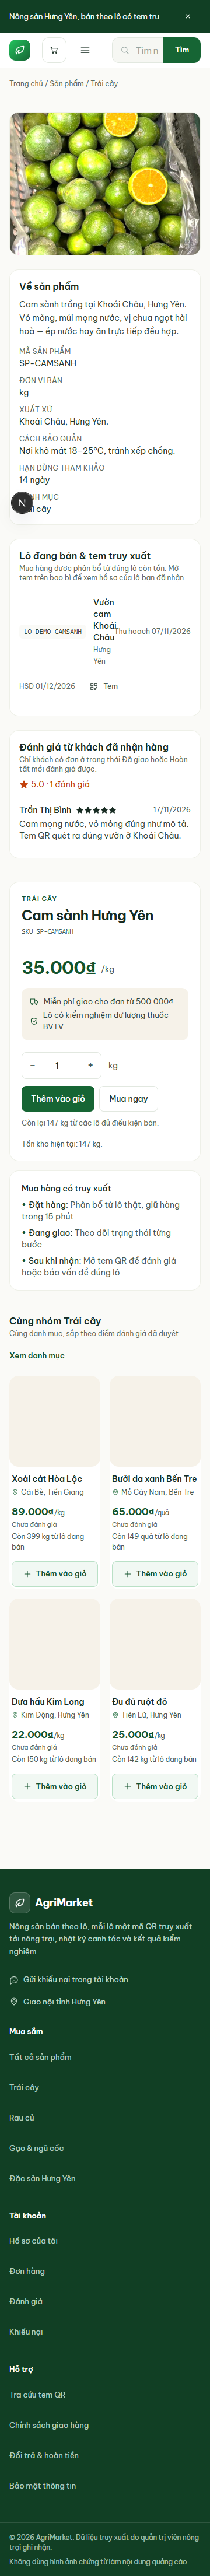 Nông sản Hưng Yên, bán theo lô có tem tru...
Tìm n
Tìm
Trang chủ / Sản phẩm / Trái cây
Về sản phẩm
Cam sành trồng tại Khoái Châu, Hưng Yên.
Vỏ mỏng, múi mọng nước, vị chua ngọt hài
hoà — ép nước hay ăn trực tiếp đều hợp.
MÃ SẢN PHẨM
SP-CAMSANH
ĐƠN VỊ BÁN
kg
XUẤT XỨ
Khoái Châu, Hưng Yên.
CÁCH BẢO QUẢN
Nơi khô mát 18–25°C, tránh xếp chồng.
HẠN DÙNG THAM KHẢO
14 ngày
NH MỤC
cây
N
Lô đang bán & tem truy xuất
Mua hàng được phân bổ từ đúng lô còn tồn. Mở
tem trên bao bì để xem hồ sơ của lô bạn đã nhận.
LO-DEMO-CAMSANH
Vườn
cam
Khoái
Châu
Hưng
Yên
Thu hoạch 07/11/2026
HSD 01/12/2026
Tem
Đánh giá từ khách đã nhận hàng
Chỉ khách có đơn ở trạng thái Đã giao hoặc Hoàn
tất mới đánh giá được.
★ 5.0 · 1 đánh giá
Trần Thị Bình ★★★★★ 17/11/2026
Cam mọng nước, vỏ mỏng đúng như mô tả.
Tem QR quét ra đúng vườn ở Khoái Châu.
TRÁI CÂY
Cam sành Hưng Yên
SKU SP-CAMSANH
35.000₫ /kg
Miễn phí giao cho đơn từ 500.000₫
Lô có kiểm nghiệm dư lượng thuốc
BVTV
− 1 + kg
Thêm vào giỏ
Mua ngay
Còn lại 147 kg từ các lô đủ điều kiện bán.
Tồn kho hiện tại: 147 kg.
Mua hàng có truy xuất
• Đặt hàng: Phân bổ từ lô thật, giữ hàng
trong 15 phút
• Đang giao: Theo dõi trạng thái từng
bước
• Sau khi nhận: Mở tem QR để đánh giá
hoặc báo vấn đề đúng lô
Cùng nhóm Trái cây
Cùng danh mục, sắp theo điểm đánh giá đã duyệt.
Xem danh mục
Xoài cát Hòa Lộc
Cái Bè, Tiền Giang
89.000₫/kg
Chưa đánh giá
Còn 399 kg từ lô đang
bán
+ Thêm vào giỏ
Bưởi da xanh Bến Tre
Mỏ Cày Nam, Bến Tre
65.000₫/quả
Chưa đánh giá
Còn 149 quả từ lô đang
bán
+ Thêm vào giỏ
Dưa hấu Kim Long
Kim Động, Hưng Yên
22.000₫/kg
Chưa đánh giá
Còn 150 kg từ lô đang bán
+ Thêm vào giỏ
Đu đủ ruột đỏ
Tiên Lữ, Hưng Yên
25.000₫/kg
Chưa đánh giá
Còn 142 kg từ lô đang bán
+ Thêm vào giỏ
AgriMarket
Nông sản bán theo lô, mỗi lô một mã QR truy xuất
tới nông trại, nhật ký canh tác và kết quả kiểm
nghiệm.
Gửi khiếu nại trong tài khoản
Giao nội tỉnh Hưng Yên
Mua sắm
Tất cả sản phẩm
Trái cây
Rau củ
Gạo & ngũ cốc
Đặc sản Hưng Yên
Tài khoản
Hồ sơ của tôi
Đơn hàng
Đánh giá
Khiếu nại
Hỗ trợ
Tra cứu tem QR
Chính sách giao hàng
Đổi trả & hoàn tiền
Bảo mật thông tin
© 2026 AgriMarket. Dữ liệu truy xuất do quản trị viên nông
trại ghi nhận.
Không dùng hình ảnh chứng từ làm nội dung quảng cáo.